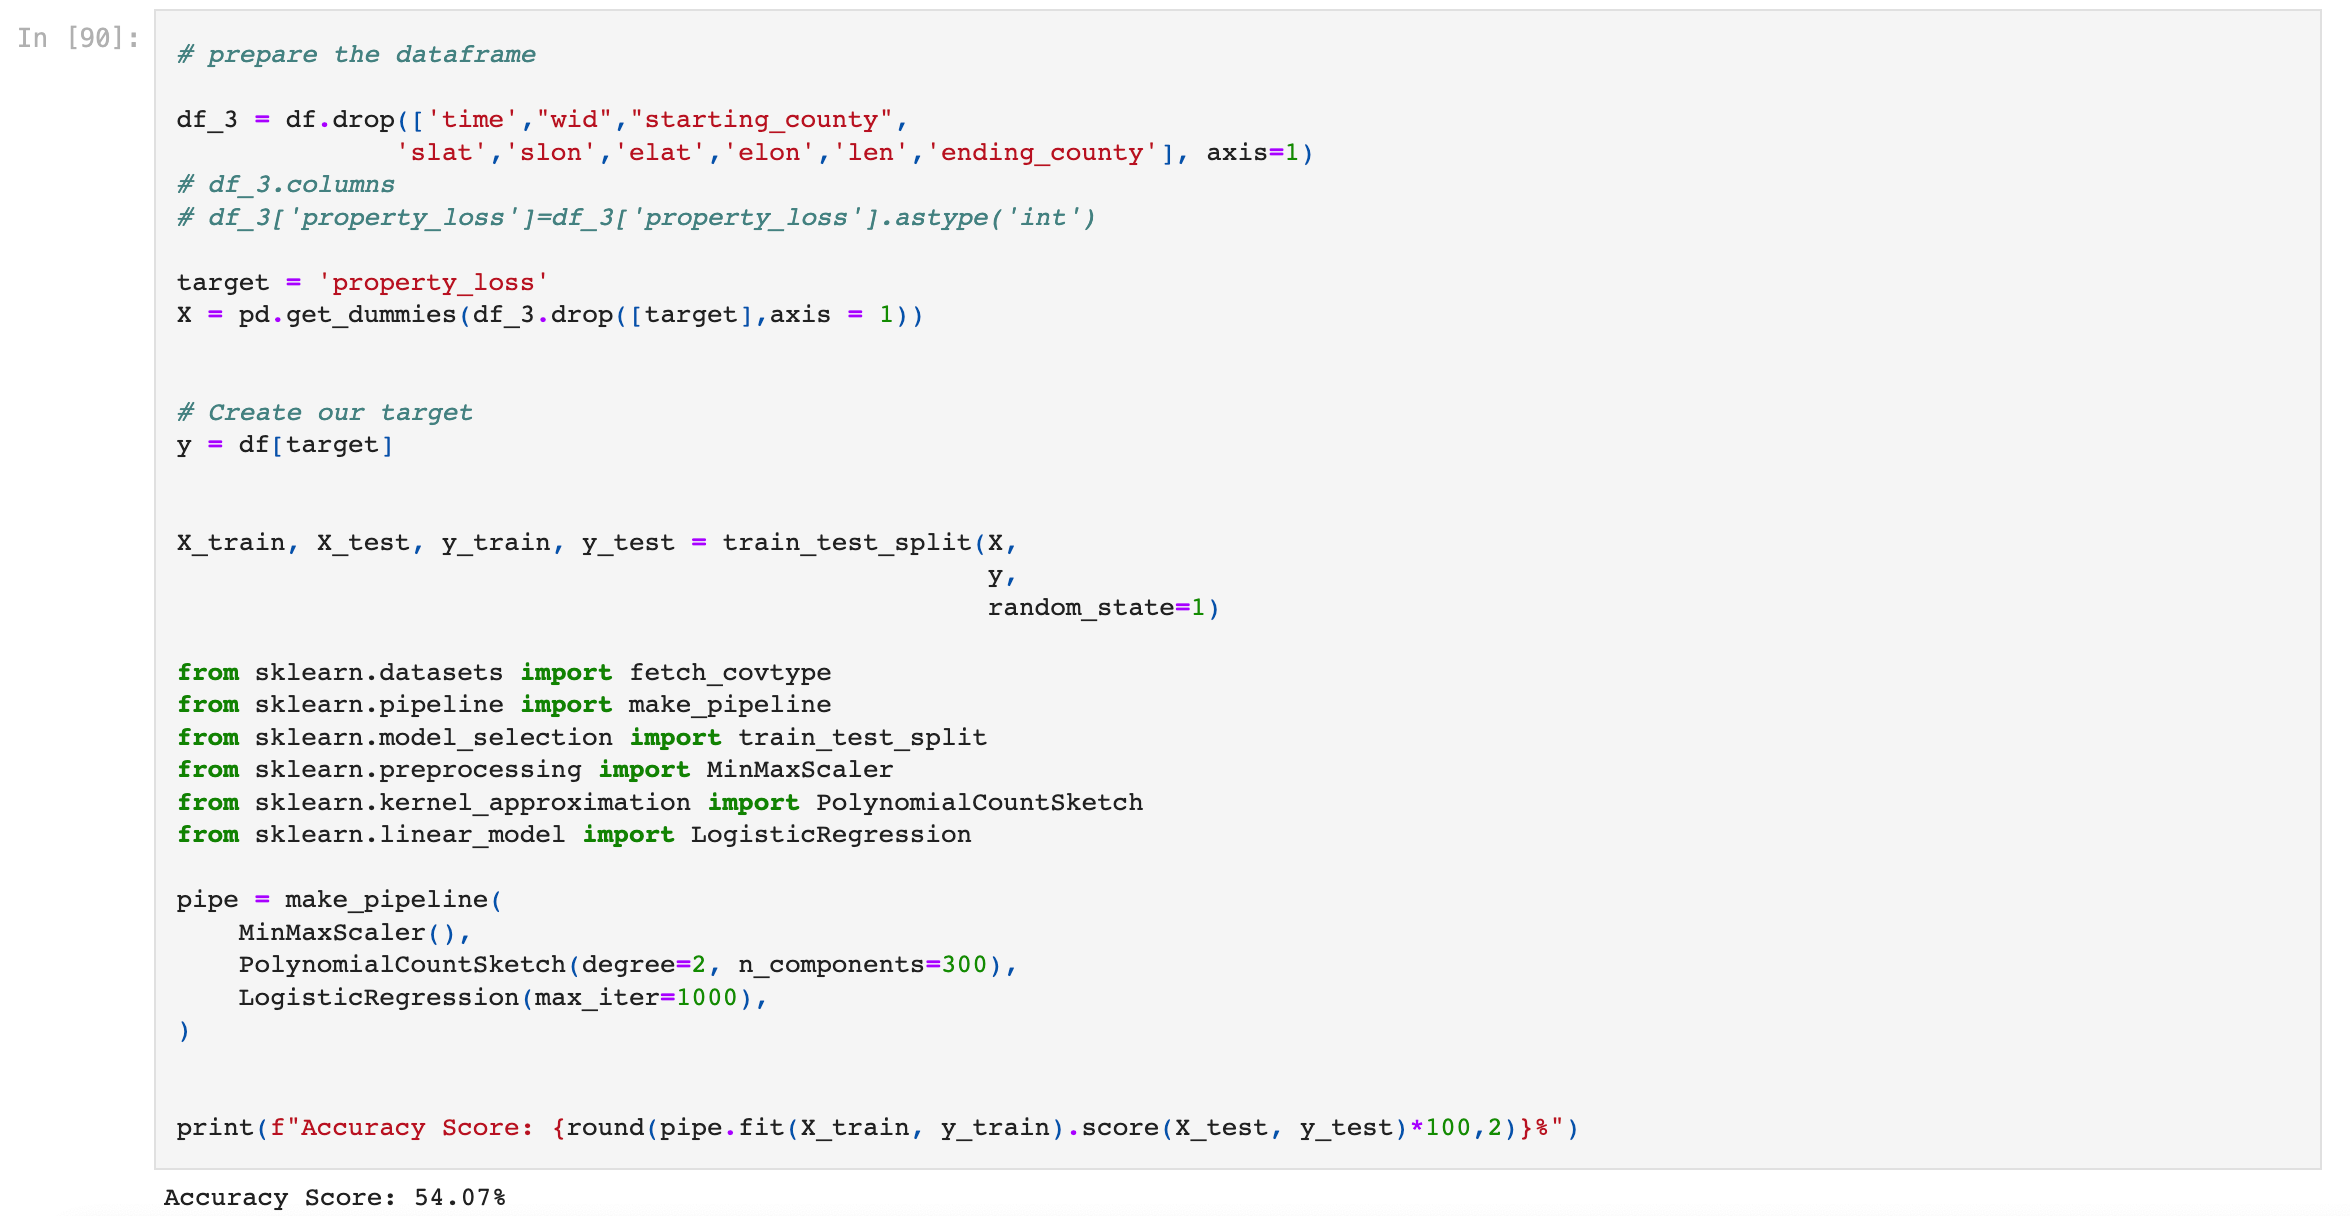 In [90]:
# prepare the dataframe
df_3 = df.drop(['time',"wid","starting_county",
'slat','slon','elat','elon','len','ending_county'], axis=1)
# df_3.columns
# df_3['property_loss']=df_3['property_loss'].astype('int')
target = 'property_loss'
X = pd.get_dummies(df_3.drop([target],axis = 1))
# Create our target
y = df[target]
X_train, X_test, y_train, y_test = train_test_split(X,
y,
random_state=1)
from sklearn.datasets import fetch_covtype
from sklearn.pipeline import make_pipeline
from sklearn.model_selection import train_test_split
from sklearn.preprocessing import MinMaxScaler
from sklearn.kernel_approximation import PolynomialCountSketch
from sklearn.linear_model import LogisticRegression
pipe = make_pipeline(
MinMaxScaler(),
PolynomialCountSketch(degree=2, n_components=300),
LogisticRegression(max_iter=1000),
)
print(f"Accuracy Score: {round(pipe.fit(X_train, y_train).score(X_test, y_test)*100,2)}%")
Accuracy Score: 54.07%